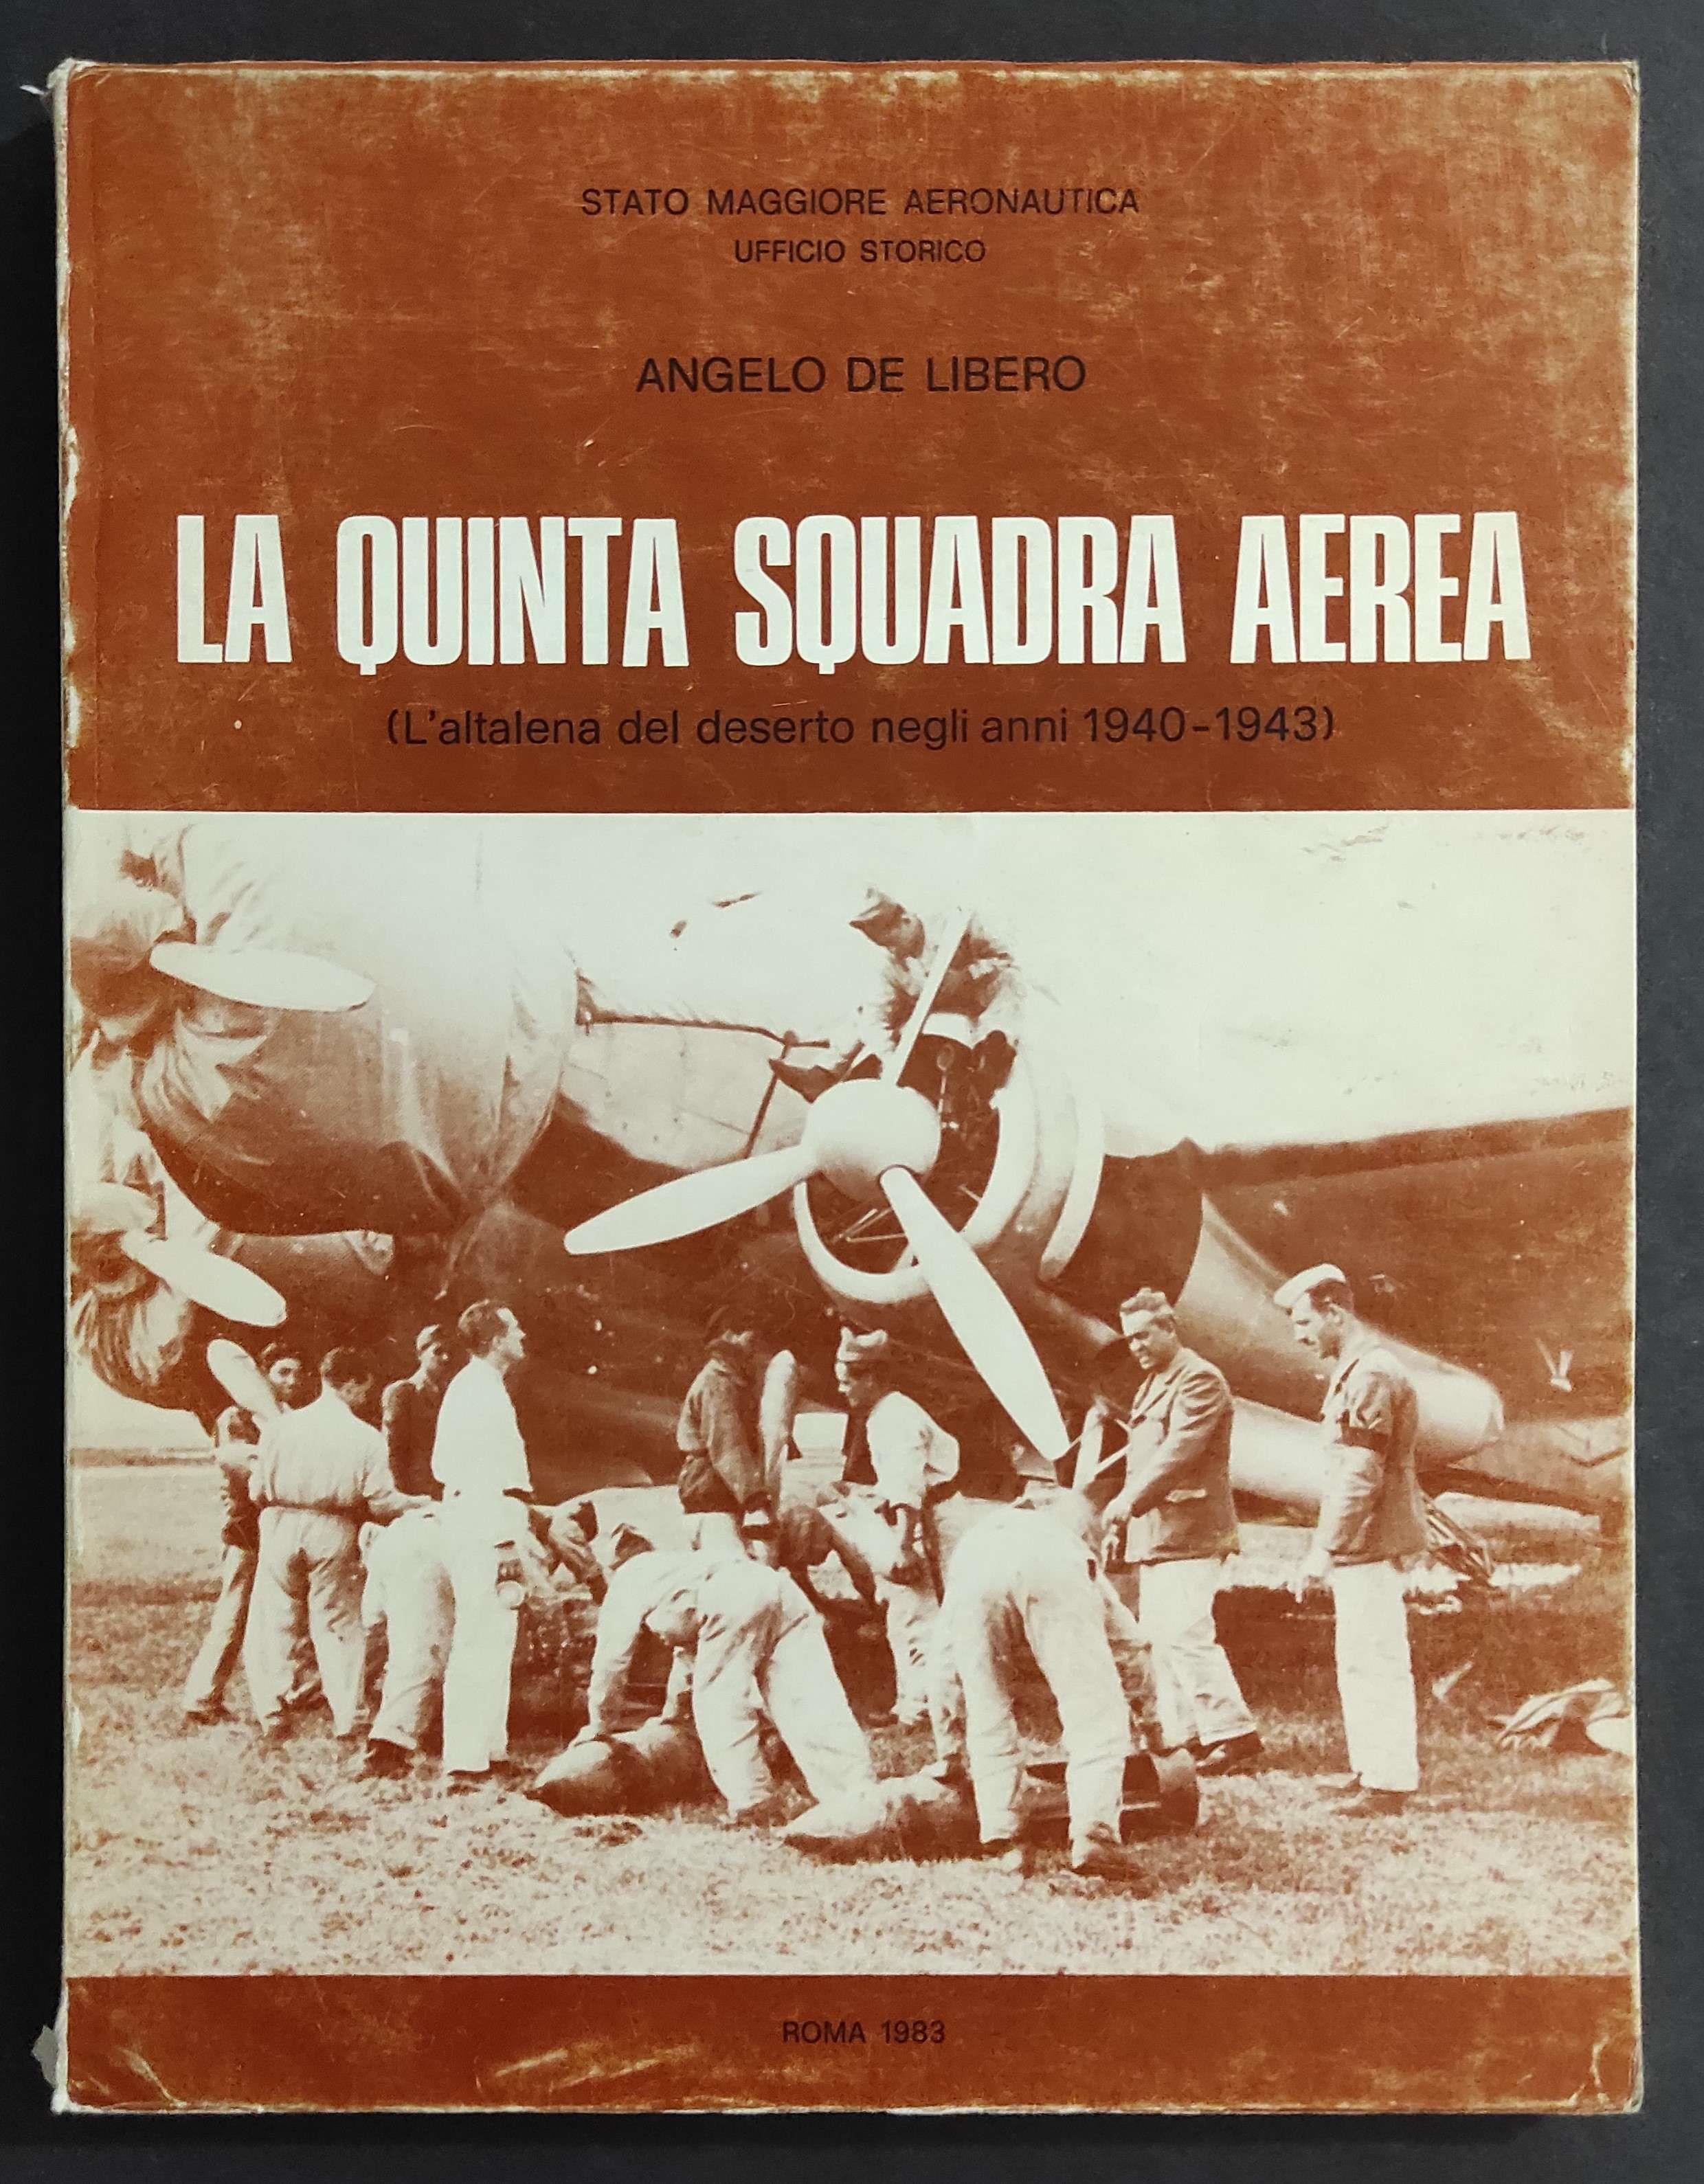 STATO MAGGIORE AERONAUTICA
UFFICIO STORICO
ANGELO DE LIBERO
LA QUINTA SQUADRA AEREA
(L'altalena del deserto negli anni 1940-1943)
ROMA 1983